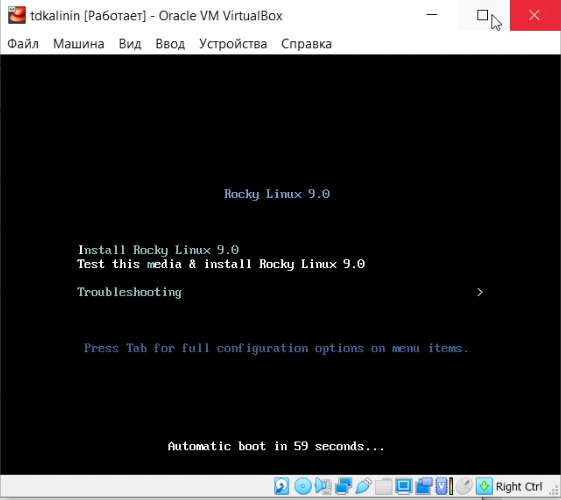 tdkalinin [Работает] - Oracle VM VirtualBox
Файл Машина Вид Ввод Устройства Справка
Rocky Linux 9.0
Install Rocky Linux 9.0
Test this media & install Rocky Linux 9.0
Troubleshooting >
Press Tab for full configuration options on menu items.
Automatic boot in 59 seconds...
Right Ctrl